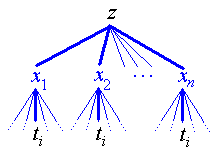 z
x1 x2 ... xn
ti ti ti